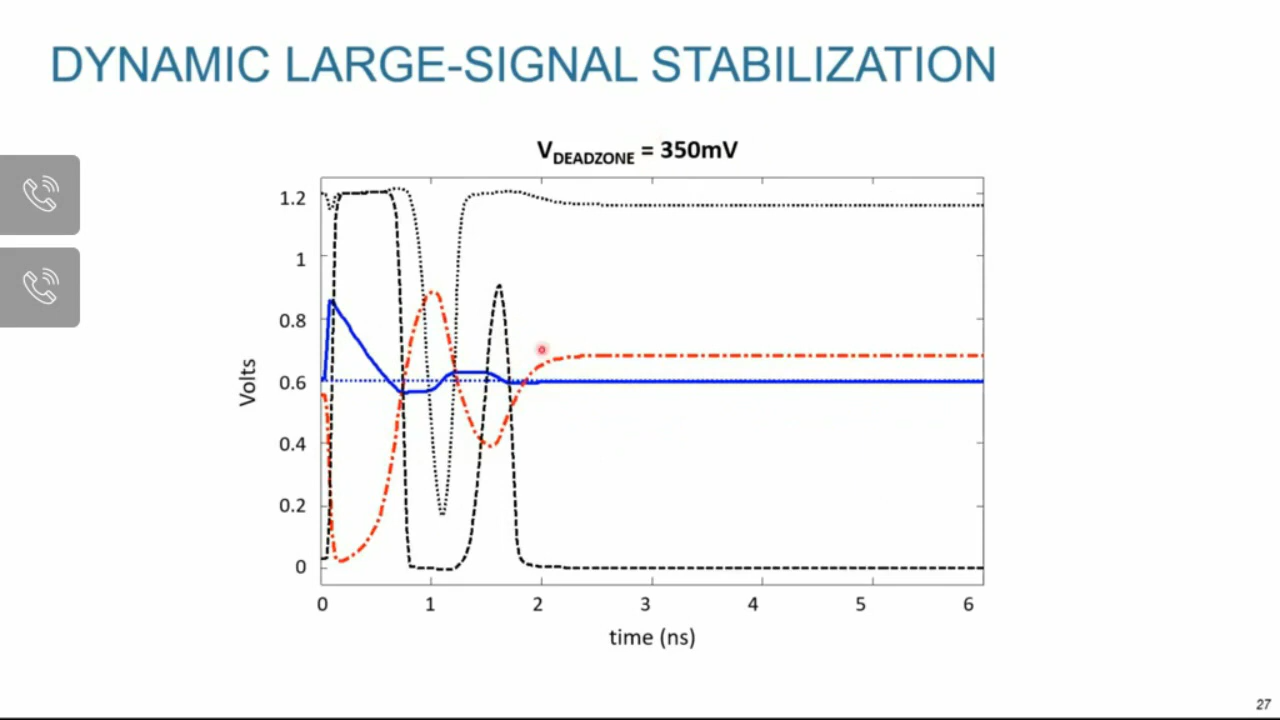 DYNAMIC LARGE-SIGNAL STABILIZATION
VDEADZONE = 350mV
1.2
1
0.8
0.6
0.4
0.2
0
Volts
0 1 2 3 4 5 6
time (ns)
27